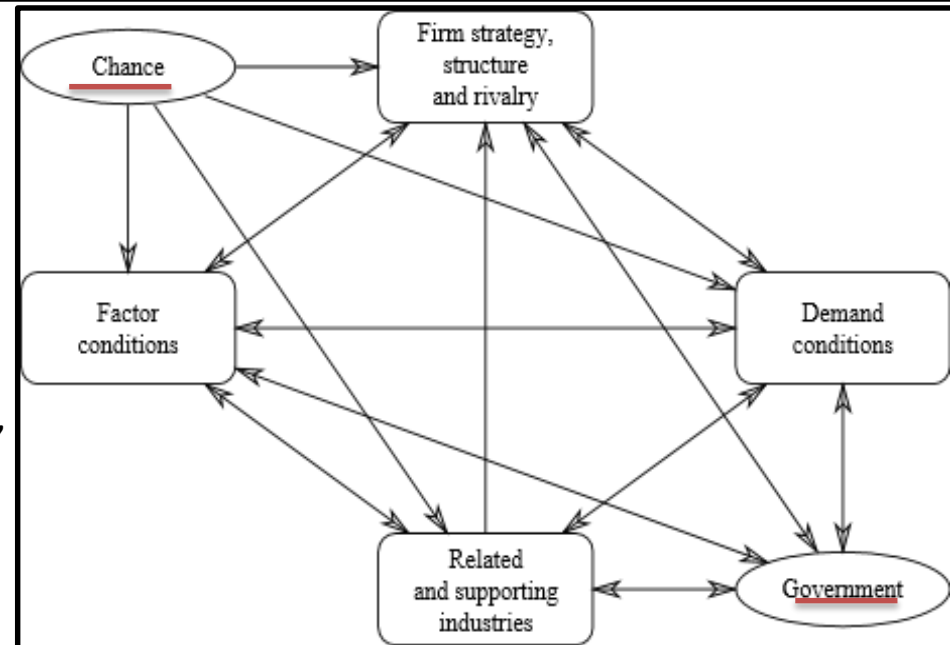 Firm strategy,
structure
and rivalry
Chance
Factor
conditions
Demand
conditions
,
Related
and supporting
industries
Government